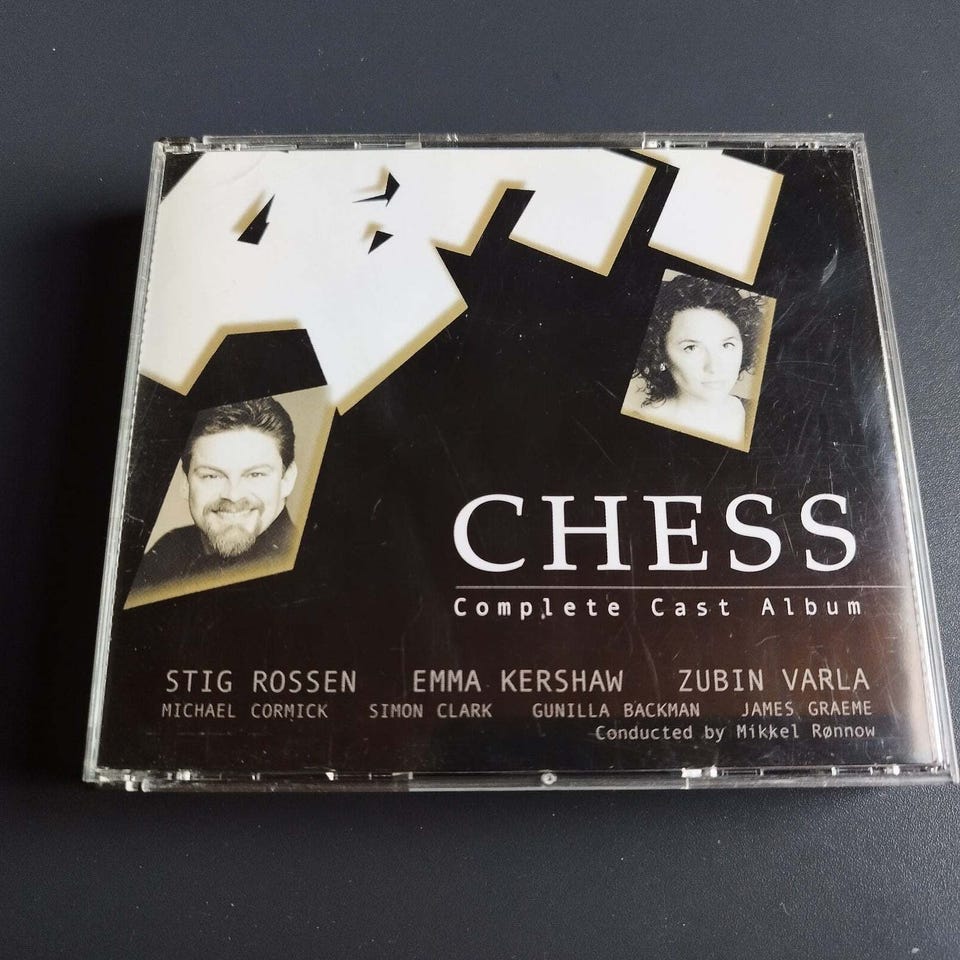 CHESS
Complete Cast Album
STIG ROSSEN EMMA KERSHAW ZUBIN VARLA
MICHAEL CORMICK SIMON CLARK GUNILLA BACKMAN JAMES GRAEME
Conducted by Mikkel Rønnow